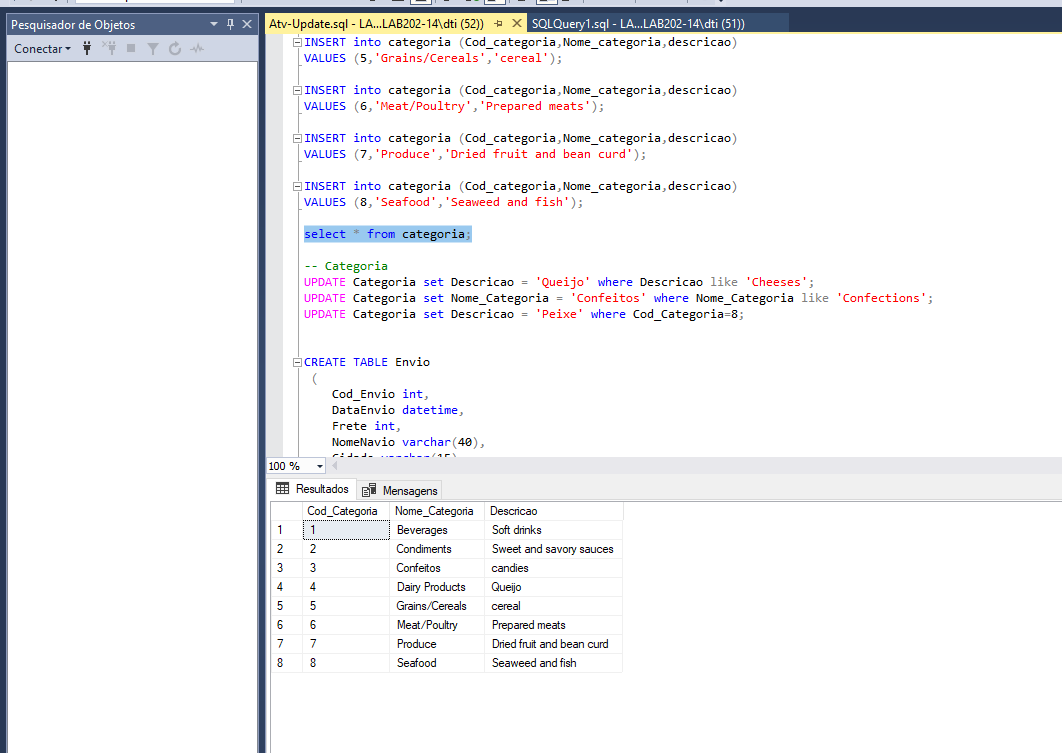 Pesquisador de Objetos
Conectar
Atv-Update.sql - LA...LAB202-14\dti (52))
SQLQuery1.sql - LA...LAB202-14\dti (51))
INSERT into categoria (Cod_categoria,Nome_categoria,descricao)
VALUES (5,'Grains/Cereals','cereal');
INSERT into categoria (Cod_categoria,Nome_categoria,descricao)
VALUES (6,'Meat/Poultry','Prepared meats');
INSERT into categoria (Cod_categoria,Nome_categoria,descricao)
VALUES (7,'Produce','Dried fruit and bean curd');
INSERT into categoria (Cod_categoria,Nome_categoria,descricao)
VALUES (8,'Seafood','Seaweed and fish');
select * from categoria;
-- Categoria
UPDATE Categoria set Descricao = 'Queijo' where Descricao like 'Cheeses';
UPDATE Categoria set Nome_Categoria = 'Confeitos' where Nome_Categoria like 'Confections';
UPDATE Categoria set Descricao = 'Peixe' where Cod_Categoria=8;
CREATE TABLE Envio
(
Cod_Envio int,
DataEnvio datetime,
Frete int,
NomeNavio varchar(40),
Cidade varchar(15)
100 %
Resultados Mensagens
Cod_Categoria Nome_Categoria Descricao
1 1 Beverages Soft drinks
2 2 Condiments Sweet and savory sauces
3 3 Confeitos candies
4 4 Dairy Products Queijo
5 5 Grains/Cereals cereal
6 6 Meat/Poultry Prepared meats
7 7 Produce Dried fruit and bean curd
8 8 Seafood Seaweed and fish